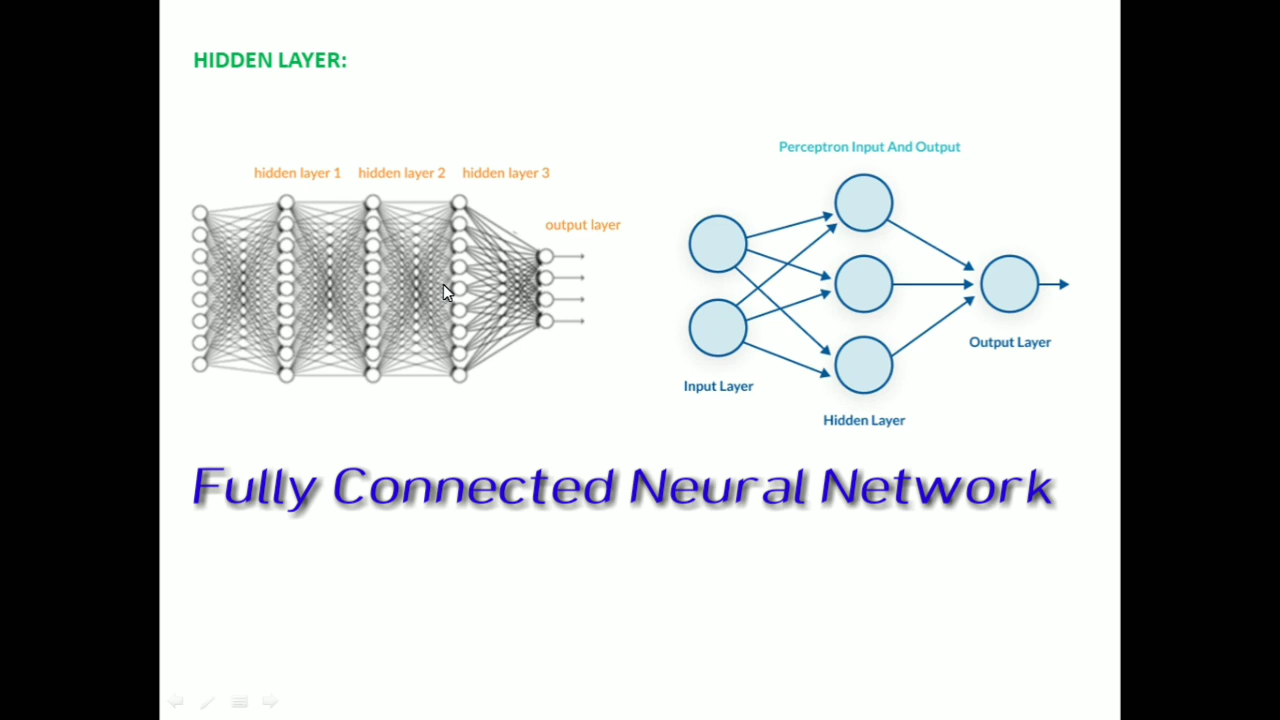 HIDDEN LAYER:
Perceptron Input And Output
hidden layer 1 hidden layer 2 hidden layer 3
output layer
Output Layer
Input Layer
Hidden Layer
Fully Connected Neural Network